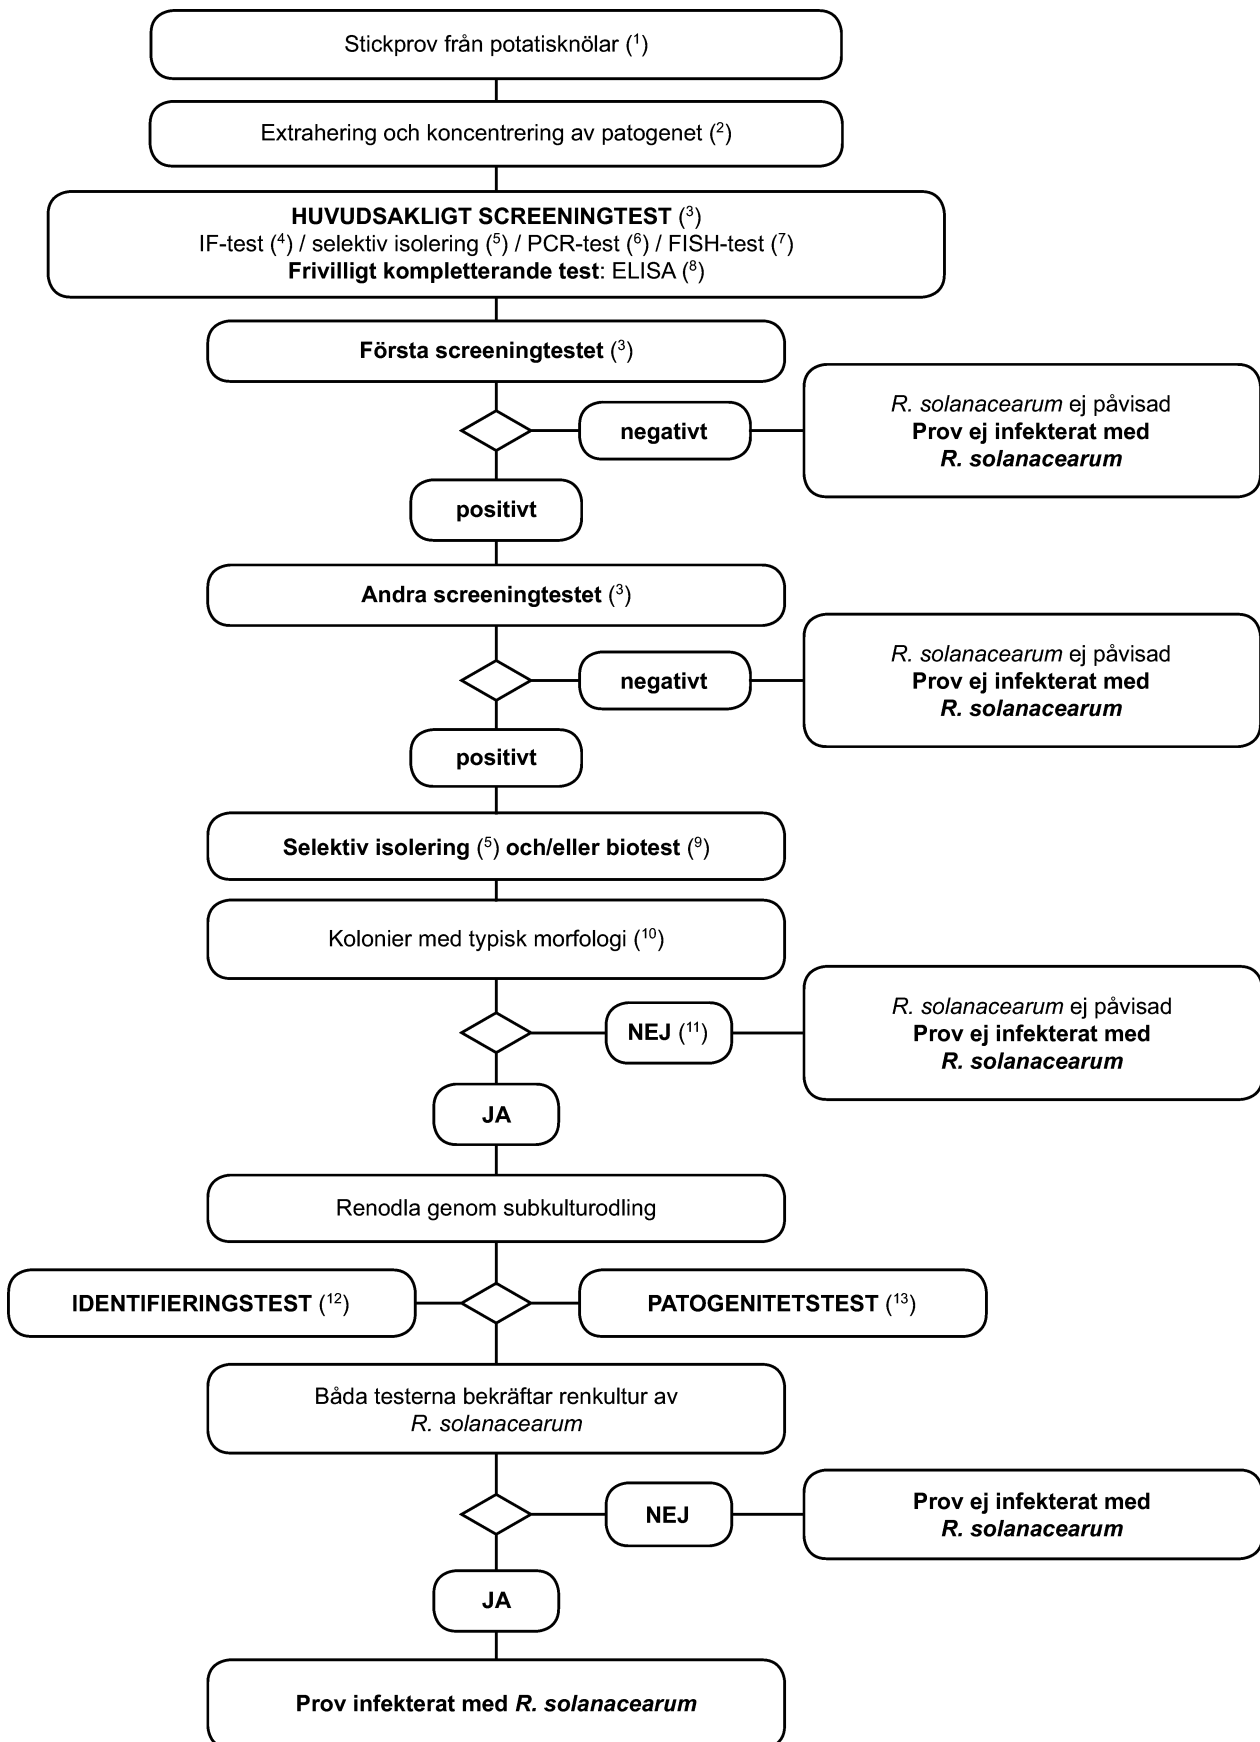 Stickprov från potatisknölar (1)
Extrahering och koncentrering av patogenet (2)
HUVUDSAKLIGT SCREENINGTEST (3)
IF-test (4) / selektiv isolering (5) / PCR-test (6) / FISH-test (7)
Frivilligt kompletterande test: ELISA (8)
Första screeningtestet (3)
negativt
R. solanacearum ej påvisad
Prov ej infekterat med
R. solanacearum
positivt
Andra screeningtestet (3)
negativt
R. solanacearum ej påvisad
Prov ej infekterat med
R. solanacearum
positivt
Selektiv isolering (5) och/eller biotest (9)
Kolonier med typisk morfologi (10)
NEJ (11)
R. solanacearum ej påvisad
Prov ej infekterat med
R. solanacearum
JA
Renodla genom subkulturodling
IDENTIFIERINGSTEST (12)
PATOGENITETSTEST (13)
Båda testerna bekräftar renkultur av
R. solanacearum
NEJ
Prov ej infekterat med
R. solanacearum
JA
Prov infekterat med R. solanacearum